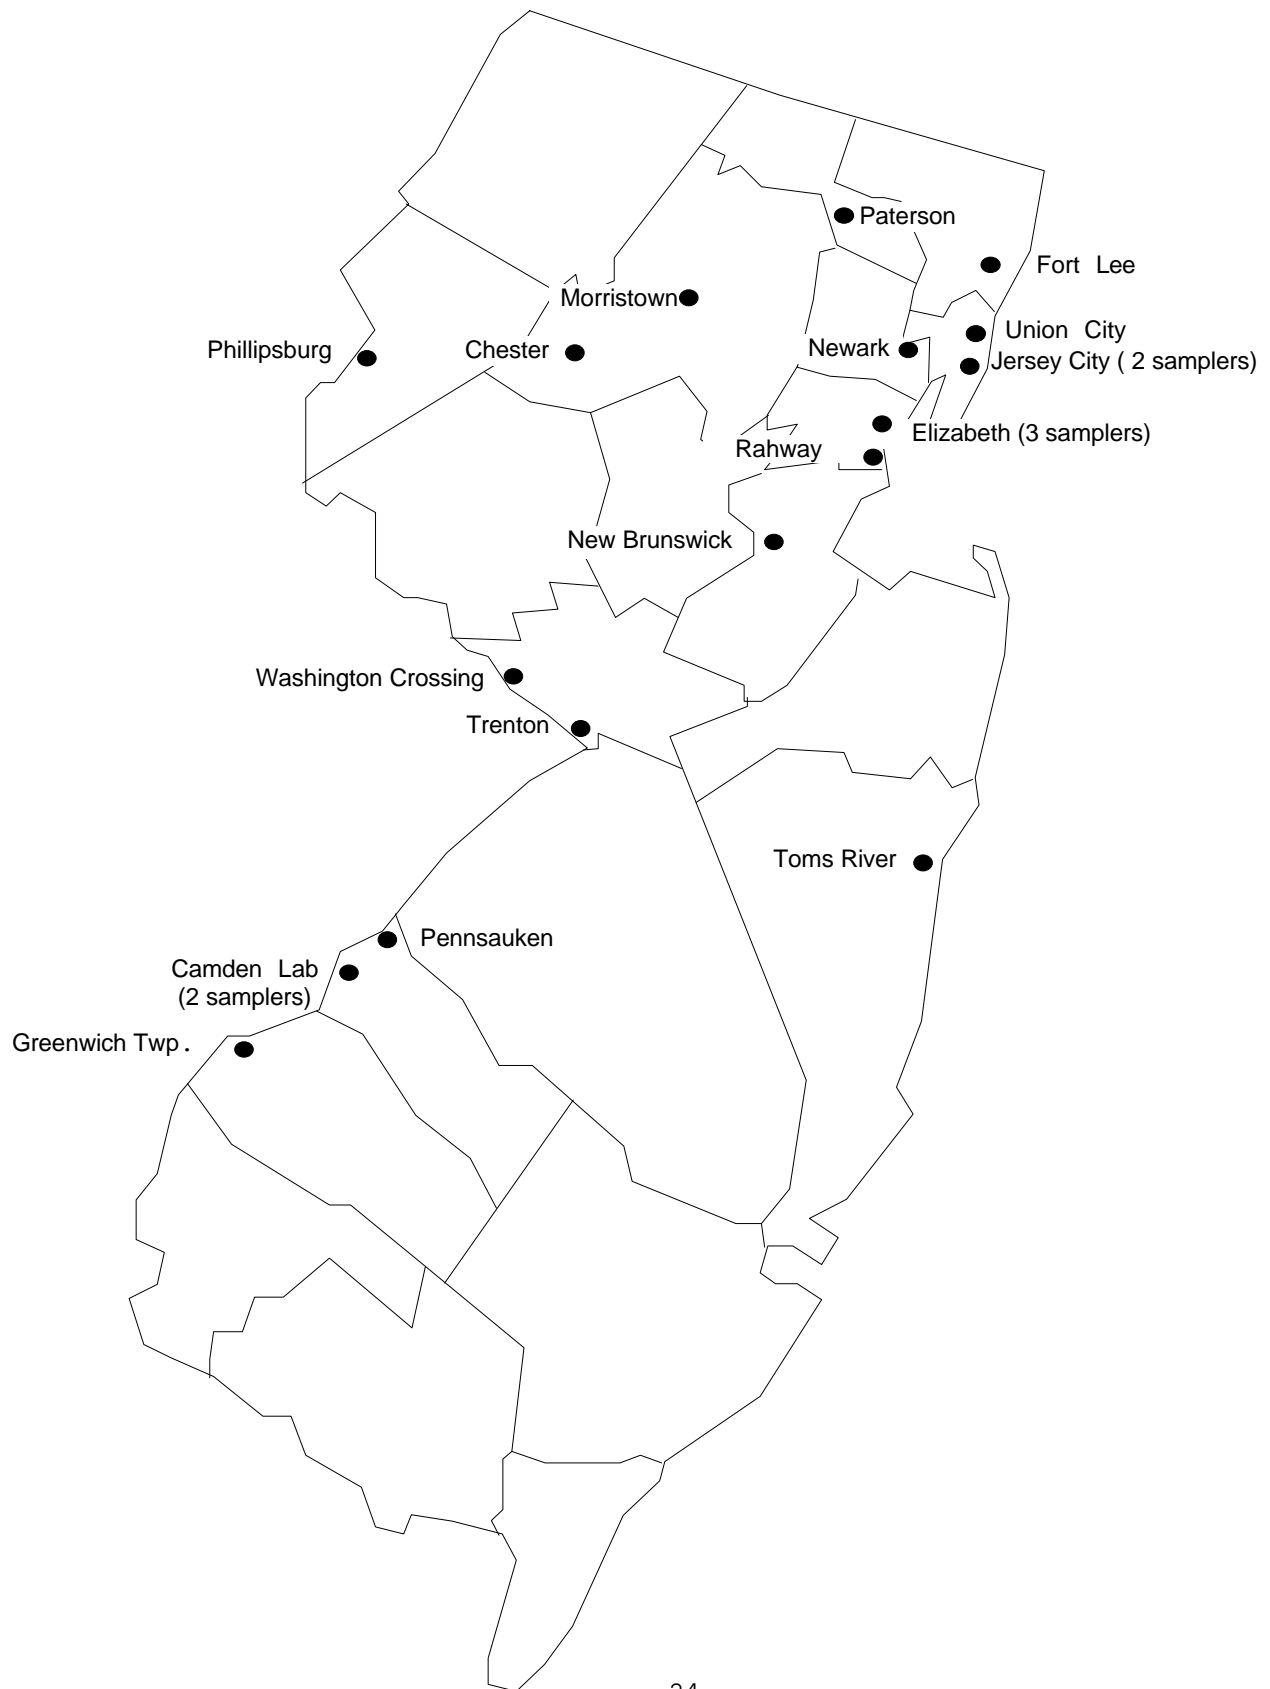 Paterson
Fort Lee
Morristown
Union City
Phillipsburg
Chester
Newark
Jersey City ( 2 samplers)
Elizabeth (3 samplers)
Rahway
New Brunswick
Washington Crossing
Trenton
Toms River
Pennsauken
Camden Lab
(2 samplers)
Greenwich Twp.